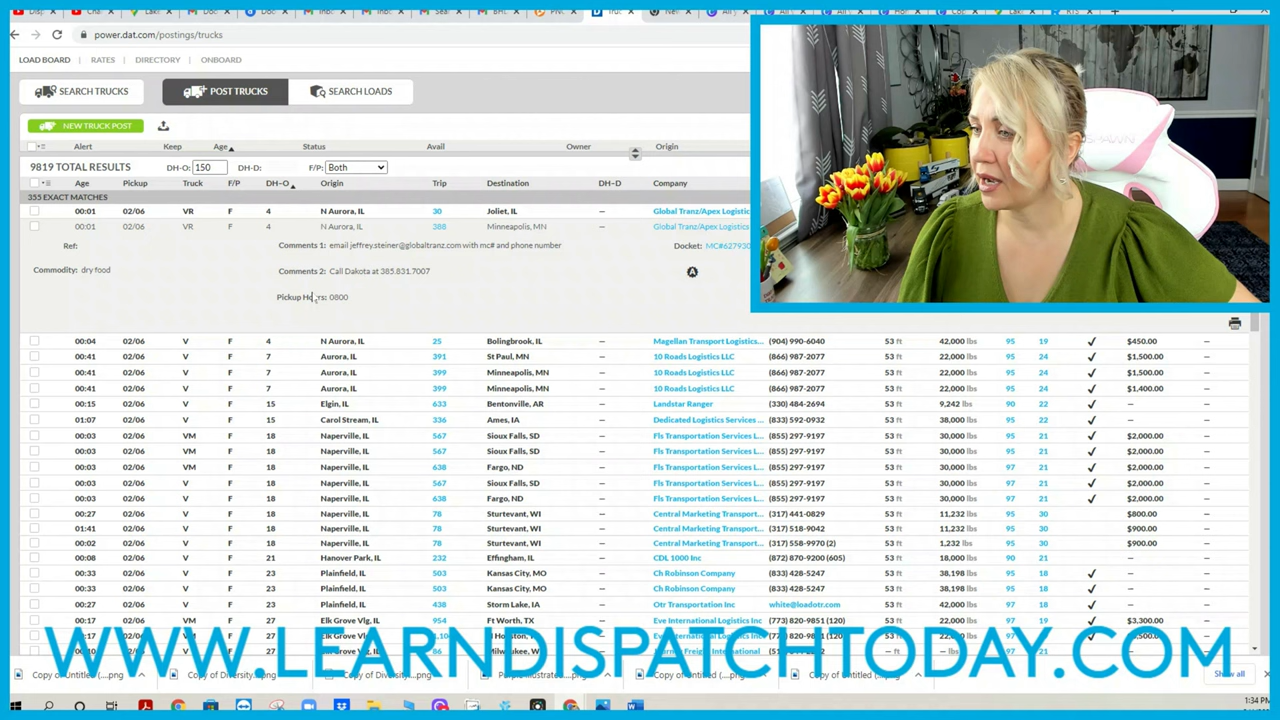 power.dat.com/postings/trucks
LOAD BOARD RATES DIRECTORY ONBOARD
SEARCH TRUCKS POST TRUCKS SEARCH LOADS
NEW TRUCK POST
Alert Keep Age Status Avail Owner Origin
9819 TOTAL RESULTS DH-O: 150 DH-D: F/P: Both
Age Pickup Truck F/P DH-O Origin Trip Destination DH-D Company
355 EXACT MATCHES
00:01 02/06 VR F 4 N Aurora, IL 30 Joliet, IL — Global Tranz/Apex Logistics
00:01 02/06 VR F 4 N Aurora, IL 388 Minneapolis, MN — Global Tranz/Apex Logistics
Ref: Comments 1: email jeffrey.steiner@globaltranz.com with mc# and phone number Docket: MC#627930
Commodity: dry food Comments 2: Call Dakota at 385.831.7007 A
Pickup Hours: 0800
00:04 02/06 V F 4 N Aurora, IL 25 Bolingbrook, IL — Magellan Transport Logistics... (904) 990-6040 53 ft 42,000 lbs 95 19 ✔ $450.00 —
00:41 02/06 V F 7 Aurora, IL 391 St Paul, MN — 10 Roads Logistics LLC (866) 987-2077 53 ft 22,000 lbs 95 24 ✔ $1,500.00 —
00:41 02/06 V F 7 Aurora, IL 399 Minneapolis, MN — 10 Roads Logistics LLC (866) 987-2077 53 ft 22,000 lbs 95 24 ✔ $1,500.00 —
00:41 02/06 V F 7 Aurora, IL 399 Minneapolis, MN — 10 Roads Logistics LLC (866) 987-2077 53 ft 22,000 lbs 95 24 ✔ $1,400.00 —
00:15 02/06 V F 15 Elgin, IL 633 Bentonville, AR — Landstar Ranger (330) 484-2694 53 ft 9,242 lbs 90 22 ✔ — —
01:07 02/06 V F 15 Carol Stream, IL 336 Ames, IA — Dedicated Logistics Services ... (833) 592-0932 53 ft 38,000 lbs 95 22 ✔ — —
00:03 02/06 VM F 18 Naperville, IL 567 Sioux Falls, SD — Fls Transportation Services L... (855) 297-9197 53 ft 30,000 lbs 95 21 ✔ $2,000.00 —
00:03 02/06 VM F 18 Naperville, IL 567 Sioux Falls, SD — Fls Transportation Services L... (855) 297-9197 53 ft 30,000 lbs 95 21 ✔ $2,000.00 —
00:03 02/06 VM F 18 Naperville, IL 638 Fargo, ND — Fls Transportation Services L... (855) 297-9197 53 ft 30,000 lbs 97 21 ✔ $2,000.00 —
00:03 02/06 V F 18 Naperville, IL 567 Sioux Falls, SD — Fls Transportation Services L... (855) 297-9197 53 ft 30,000 lbs 95 21 ✔ $2,000.00 —
00:03 02/06 V F 18 Naperville, IL 638 Fargo, ND — Fls Transportation Services L... (855) 297-9197 53 ft 30,000 lbs 97 21 ✔ $2,000.00 —
00:27 02/06 V F 18 Naperville, IL 78 Sturtevant, WI — Central Marketing Transport... (317) 441-0829 53 ft 11,232 lbs 95 30 $800.00 —
01:41 02/06 V F 18 Naperville, IL 78 Sturtevant, WI — Central Marketing Transport... (317) 518-9042 53 ft 11,232 lbs 95 30 $900.00 —
00:02 02/06 V F 18 Naperville, IL 78 Sturtevant, WI — Central Marketing Transport... (317) 559-9970 (2) 53 ft 1,232 lbs 95 30 $900.00 —
00:08 02/06 V F 21 Hanover Park, IL 232 Effingham, IL — CDL 1000 Inc (872) 870-9200 (605) 53 ft 18,000 lbs 90 21 — —
00:33 02/06 V F 23 Plainfield, IL 503 Kansas City, MO — Ch Robinson Company (833) 428-5247 53 ft 38,198 lbs 95 18 ✔ — —
00:33 02/06 V F 23 Plainfield, IL 503 Kansas City, MO — Ch Robinson Company (833) 428-5247 53 ft 38,198 lbs 95 18 ✔ — —
00:27 02/06 V F 23 Plainfield, IL 438 Storm Lake, IA — Otr Transportation Inc white@loadotr.com 53 ft 42,000 lbs 97 18 ✔ — —
00:17 02/06 V F 27 Elk Grove Vlg, IL 954 Ft Worth, TX — Eve International Logistics Inc (773) 820-9851 (120) 53 ft 22,000 lbs 97 19 ✔ $3,300.00 —
WWW.LEARNDISPATCHTODAY.COM
Copy of Untitled (....png Copy of Diversity....png Copy of Diversity....png Copy of Untitled (....png Copy of Untitled (....png Show all
1:34 PM